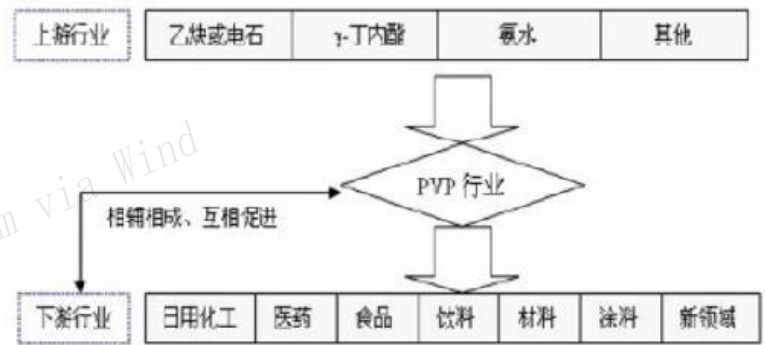 上游行业 乙炔或电石 γ-丁内酯 氨水 其他
m via Wind
PVP 行业
相辅相成、互相促进
下游行业 日用化工 医药 食品 饮料 材料 涂料 新领域